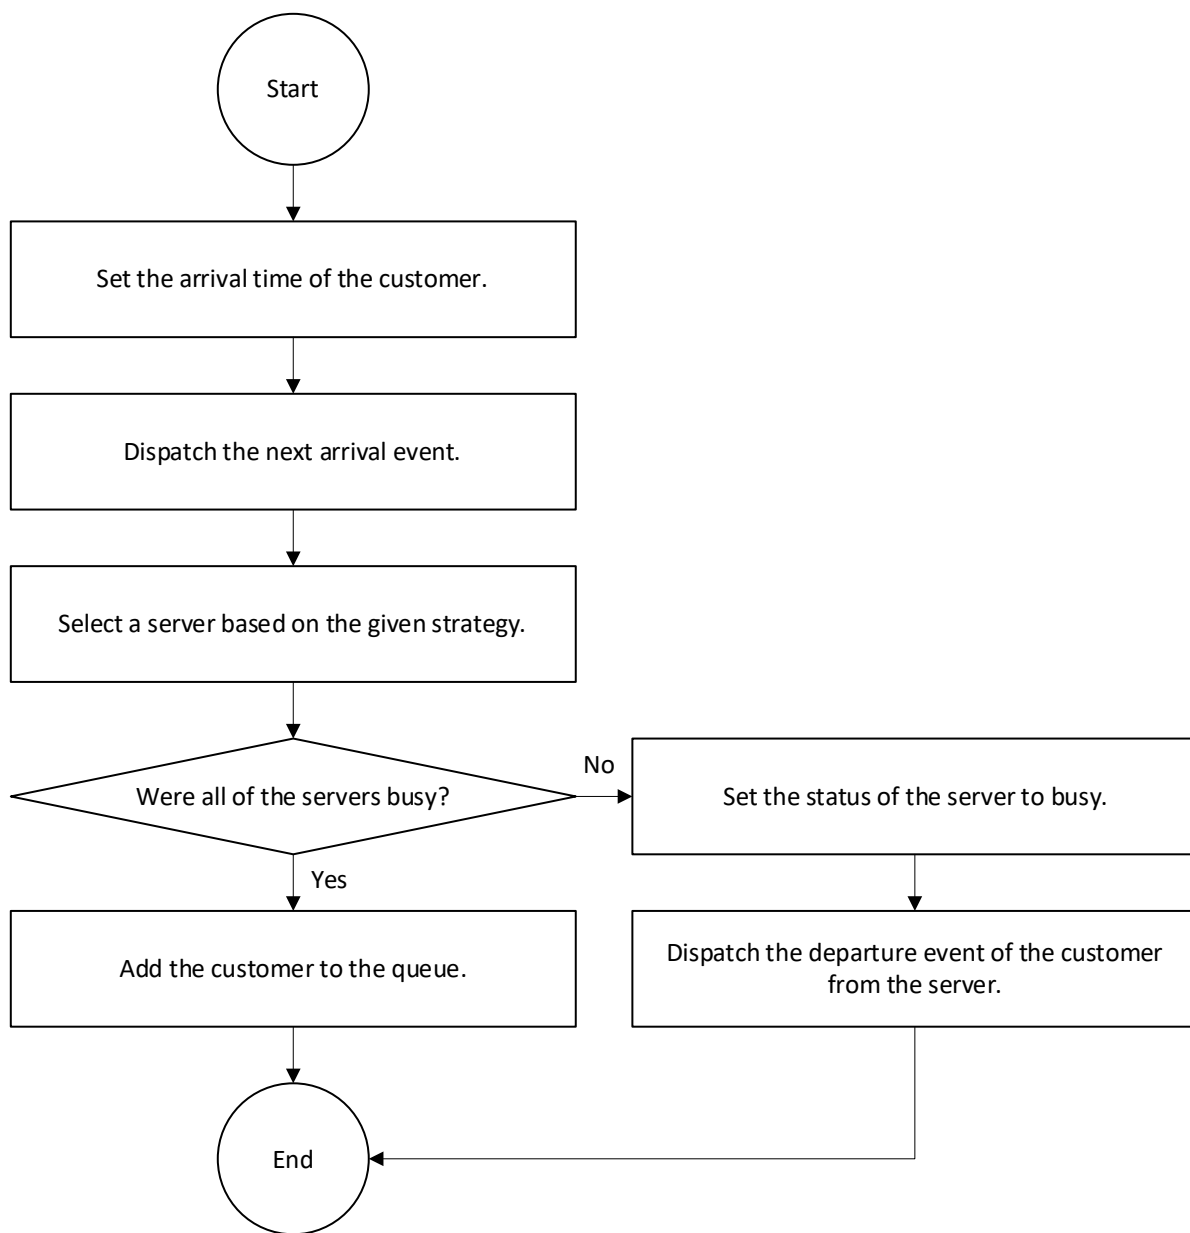 Start
Set the arrival time of the customer.
Dispatch the next arrival event.
Select a server based on the given strategy.
Were all of the servers busy?
No
Set the status of the server to busy.
Yes
Add the customer to the queue.
Dispatch the departure event of the customer
from the server.
End